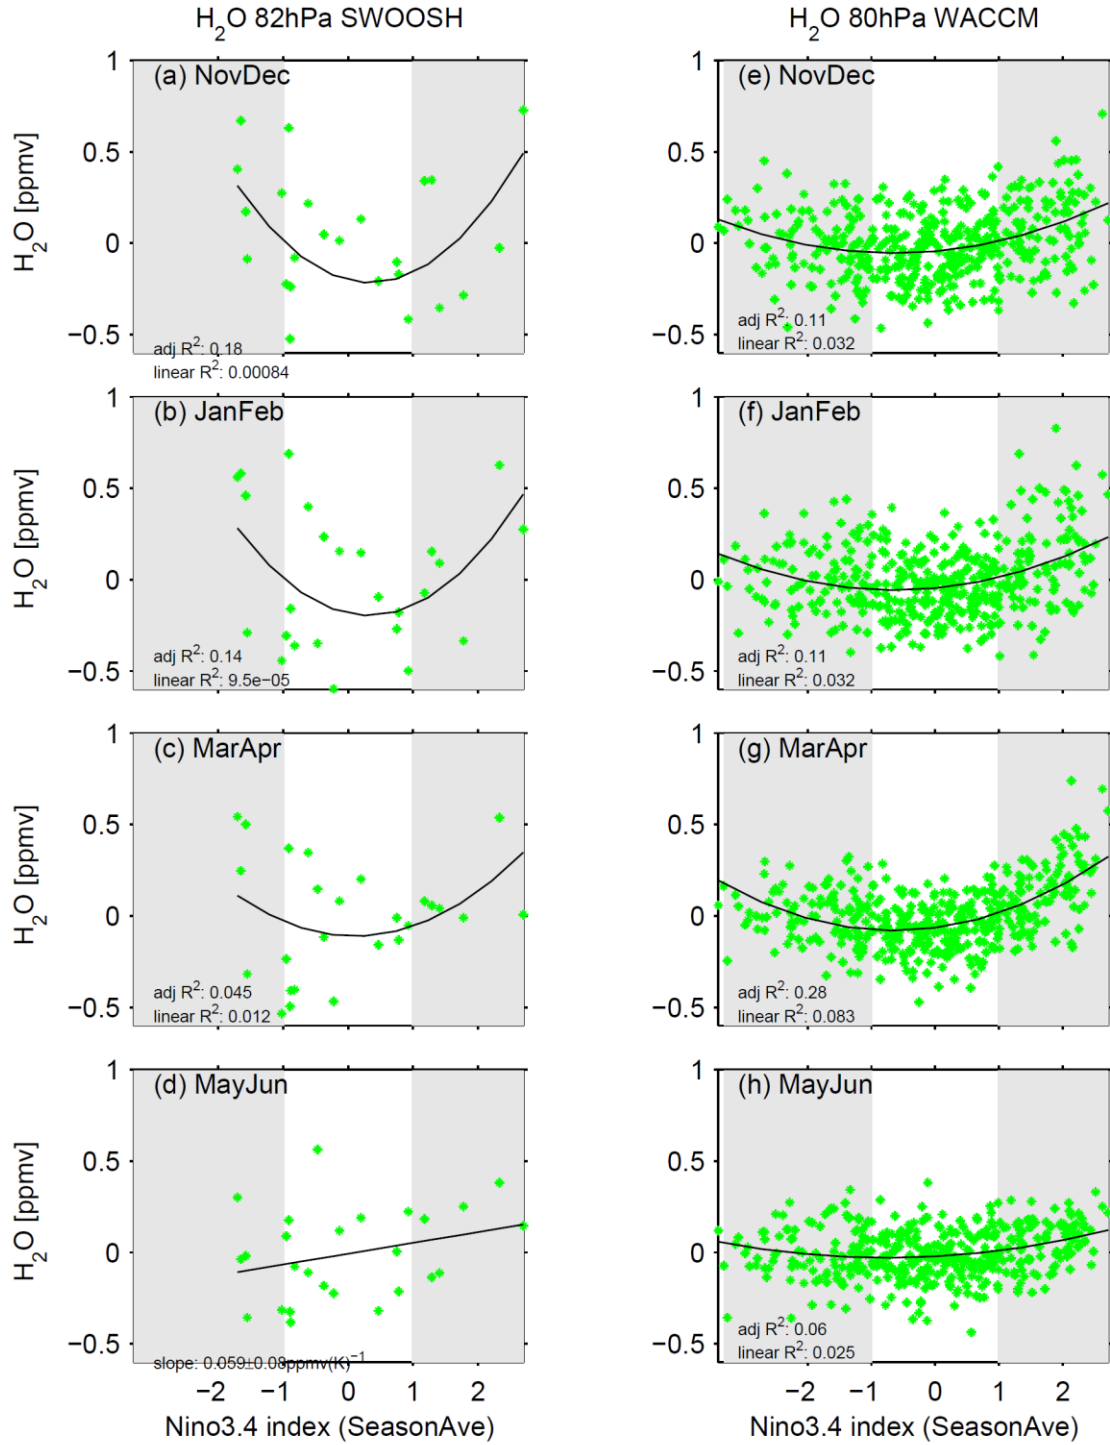 H2O 82hPa SWOOSH
H2O 80hPa WACCM
(a) NovDec
H2O [ppmv]
1
0.5
0
−0.5
adj R2: 0.18
linear R2: 0.00084
(e) NovDec
1
0.5
0
−0.5
adj R2: 0.11
linear R2: 0.032
(b) JanFeb
H2O [ppmv]
1
0.5
0
−0.5
adj R2: 0.14
linear R2: 9.5e−05
(f) JanFeb
1
0.5
0
−0.5
adj R2: 0.11
linear R2: 0.032
(c) MarApr
H2O [ppmv]
1
0.5
0
−0.5
adj R2: 0.045
linear R2: 0.012
(g) MarApr
1
0.5
0
−0.5
adj R2: 0.28
linear R2: 0.083
(d) MayJun
H2O [ppmv]
1
0.5
0
−0.5
slope: 0.059±0.08ppmv(K)−1
−2 −1 0 1 2
Nino3.4 index (SeasonAve)
(h) MayJun
1
0.5
0
−0.5
adj R2: 0.06
linear R2: 0.025
−2 −1 0 1 2
Nino3.4 index (SeasonAve)